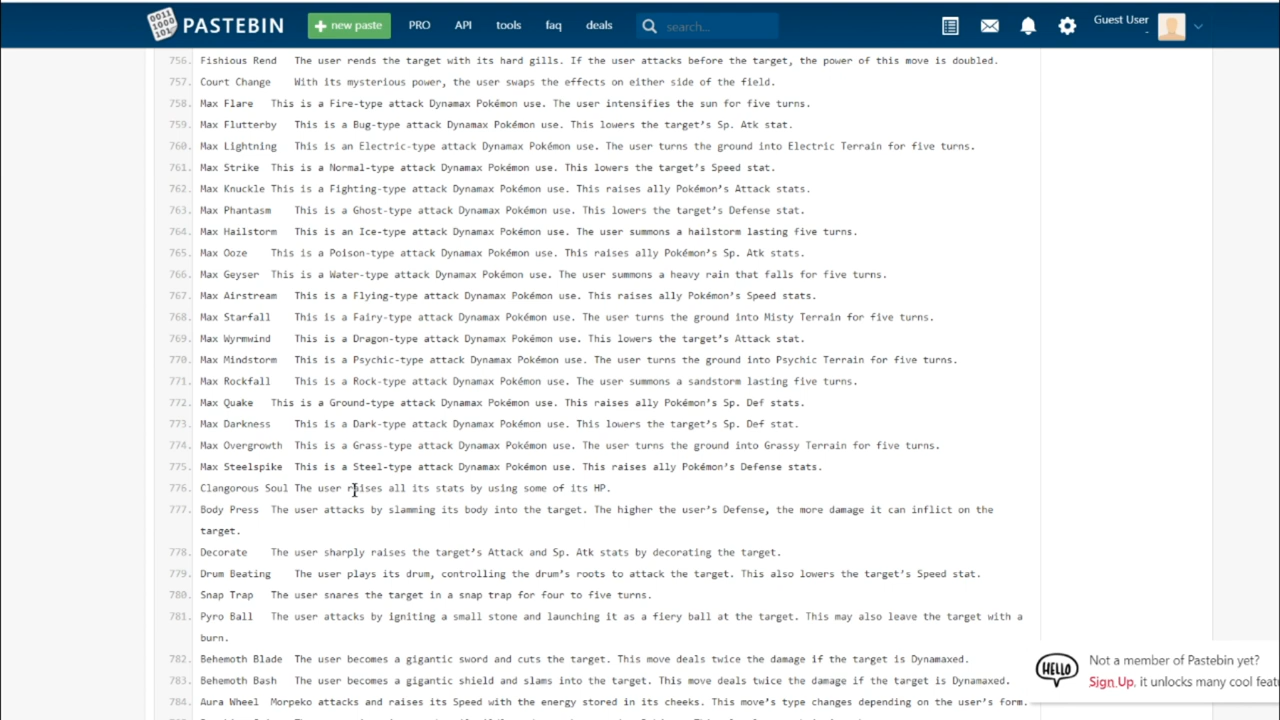 PASTEBIN + new paste PRO API tools faq deals search... Guest User
-
756. Fishious Rend The user rends the target with its hard gills. If the user attacks before the target, the power of this move is doubled.
757. Court Change With its mysterious power, the user swaps the effects on either side of the field.
758. Max Flare This is a Fire-type attack Dynamax Pokémon use. The user intensifies the sun for five turns.
759. Max Flutterby This is a Bug-type attack Dynamax Pokémon use. This lowers the target’s Sp. Atk stat.
760. Max Lightning This is an Electric-type attack Dynamax Pokémon use. The user turns the ground into Electric Terrain for five turns.
761. Max Strike This is a Normal-type attack Dynamax Pokémon use. This lowers the target’s Speed stat.
762. Max Knuckle This is a Fighting-type attack Dynamax Pokémon use. This raises ally Pokémon’s Attack stats.
763. Max Phantasm This is a Ghost-type attack Dynamax Pokémon use. This lowers the target’s Defense stat.
764. Max Hailstorm This is an Ice-type attack Dynamax Pokémon use. The user summons a hailstorm lasting five turns.
765. Max Ooze This is a Poison-type attack Dynamax Pokémon use. This raises ally Pokémon’s Sp. Atk stats.
766. Max Geyser This is a Water-type attack Dynamax Pokémon use. The user summons a heavy rain that falls for five turns.
767. Max Airstream This is a Flying-type attack Dynamax Pokémon use. This raises ally Pokémon’s Speed stats.
768. Max Starfall This is a Fairy-type attack Dynamax Pokémon use. The user turns the ground into Misty Terrain for five turns.
769. Max Wyrmwind This is a Dragon-type attack Dynamax Pokémon use. This lowers the target’s Attack stat.
770. Max Mindstorm This is a Psychic-type attack Dynamax Pokémon use. The user turns the ground into Psychic Terrain for five turns.
771. Max Rockfall This is a Rock-type attack Dynamax Pokémon use. The user summons a sandstorm lasting five turns.
772. Max Quake This is a Ground-type attack Dynamax Pokémon use. This raises ally Pokémon’s Sp. Def stats.
773. Max Darkness This is a Dark-type attack Dynamax Pokémon use. This lowers the target’s Sp. Def stat.
774. Max Overgrowth This is a Grass-type attack Dynamax Pokémon use. The user turns the ground into Grassy Terrain for five turns.
775. Max Steelspike This is a Steel-type attack Dynamax Pokémon use. This raises ally Pokémon’s Defense stats.
776. Clangorous Soul The user raises all its stats by using some of its HP.
777. Body Press The user attacks by slamming its body into the target. The higher the user’s Defense, the more damage it can inflict on the
target.
778. Decorate The user sharply raises the target’s Attack and Sp. Atk stats by decorating the target.
779. Drum Beating The user plays its drum, controlling the drum’s roots to attack the target. This also lowers the target’s Speed stat.
780. Snap Trap The user snares the target in a snap trap for four to five turns.
781. Pyro Ball The user attacks by igniting a small stone and launching it as a fiery ball at the target. This may also leave the target with a
burn.
782. Behemoth Blade The user becomes a gigantic sword and cuts the target. This move deals twice the damage if the target is Dynamaxed.
783. Behemoth Bash The user becomes a gigantic shield and slams into the target. This move deals twice the damage if the target is Dynamaxed.
784. Aura Wheel Morpeko attacks and raises its Speed with the energy stored in its cheeks. This move’s type changes depending on the user’s form.
HELLO
Not a member of Pastebin yet?
Sign Up, it unlocks many cool feat